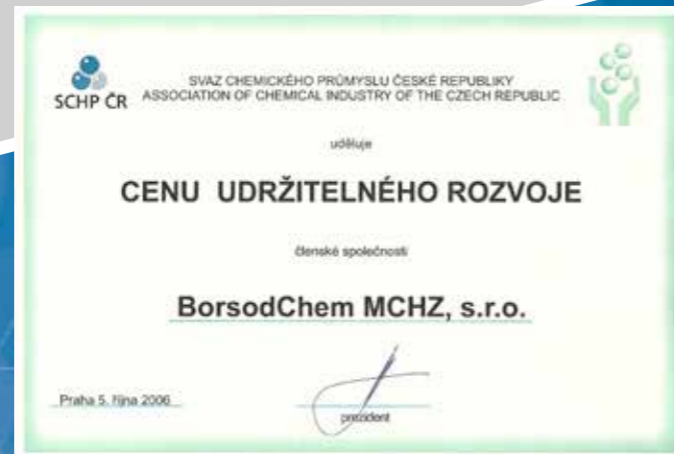 SCHP ČR
SVAZ CHEMICKÉHO PRŮMYSLU ČESKÉ REPUBLIKY
ASSOCIATION OF CHEMICAL INDUSTRY OF THE CZECH REPUBLIC
uděluje
CENU UDRŽITELNÉHO ROZVOJE
členské společnosti
BorsodChem MCHZ, s.r.o.
Praha 5. října 2006
prezident